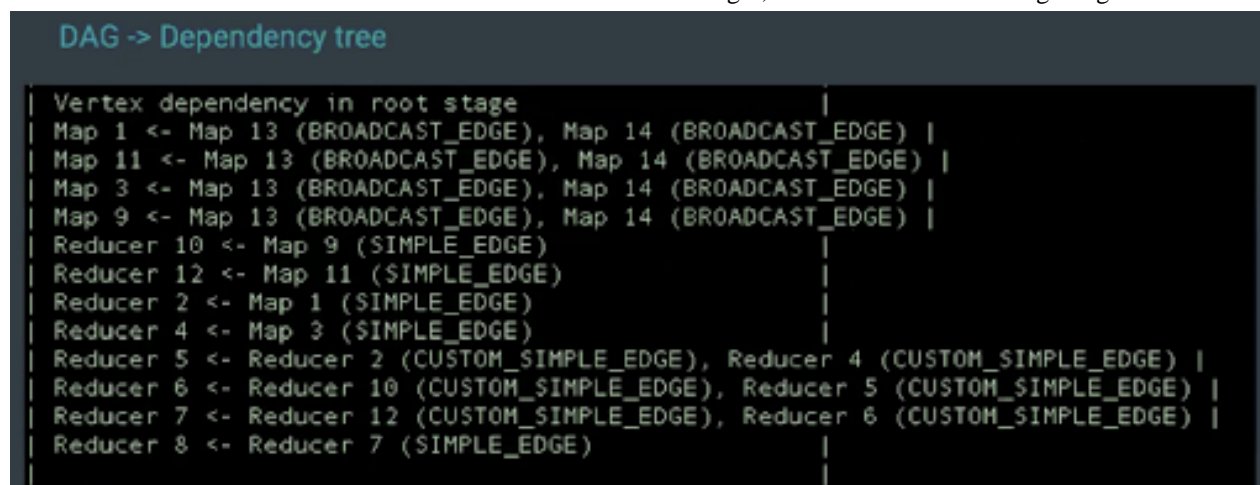 DAG -> Dependency tree
| Vertex dependency in root stage |
| Map 1 <- Map 13 (BROADCAST_EDGE), Map 14 (BROADCAST_EDGE) |
| Map 11 <- Map 13 (BROADCAST_EDGE), Map 14 (BROADCAST_EDGE) |
| Map 3 <- Map 13 (BROADCAST_EDGE), Map 14 (BROADCAST_EDGE) |
| Map 9 <- Map 13 (BROADCAST_EDGE), Map 14 (BROADCAST_EDGE) |
| Reducer 10 <- Map 9 (SIMPLE_EDGE) |
| Reducer 12 <- Map 11 (SIMPLE_EDGE) |
| Reducer 2 <- Map 1 (SIMPLE_EDGE) |
| Reducer 4 <- Map 3 (SIMPLE_EDGE) |
| Reducer 5 <- Reducer 2 (CUSTOM_SIMPLE_EDGE), Reducer 4 (CUSTOM_SIMPLE_EDGE) |
| Reducer 6 <- Reducer 10 (CUSTOM_SIMPLE_EDGE), Reducer 5 (CUSTOM_SIMPLE_EDGE) |
| Reducer 7 <- Reducer 12 (CUSTOM_SIMPLE_EDGE), Reducer 6 (CUSTOM_SIMPLE_EDGE) |
| Reducer 8 <- Reducer 7 (SIMPLE_EDGE) |